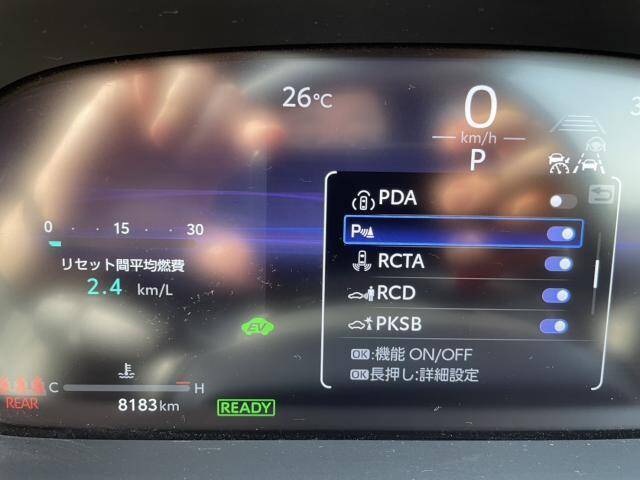 26℃
0
km/h
P
3
PDA
P
RCTA
RCD
PKSB
OK:機能 ON/OFF
OK長押し:詳細設定
0 15 30
リセット間平均燃費
2.4 km/L
EV
C H
REAR
8183km
READY